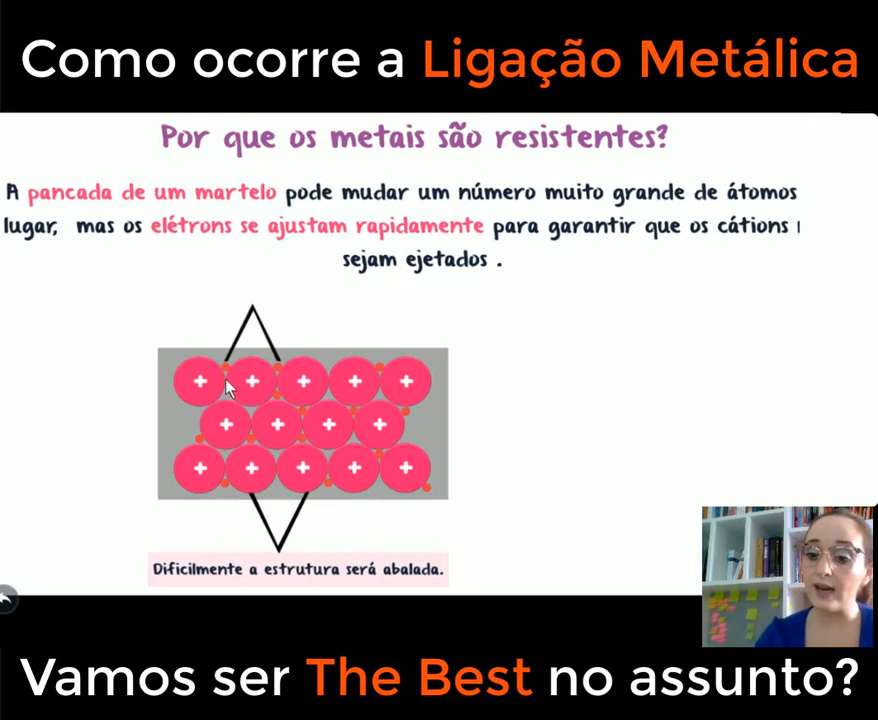 Como ocorre a Ligação Metálica
Por que os metais são resistentes?
A pancada de um martelo pode mudar um número muito grande de átomos
lugar, mas os elétrons se ajustam rapidamente para garantir que os cátions
sejam ejetados .
+ + + + +
+ + + +
+ + + + +
Dificilmente a estrutura será abalada.
Vamos ser The Best no assunto?